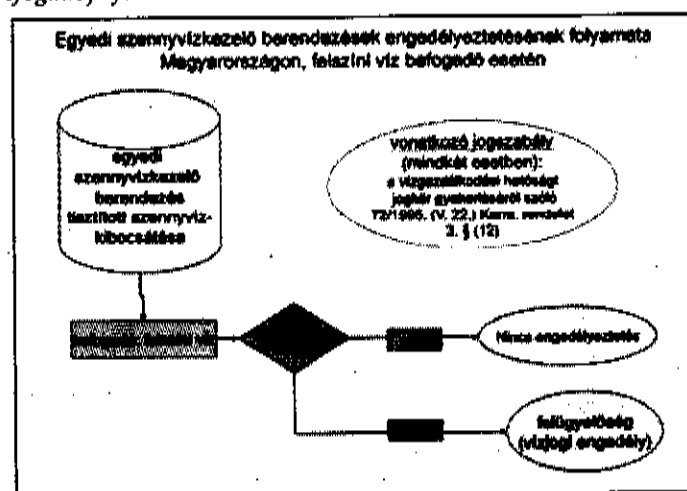 Egyedi szennyvízkezelő berendezések engedélyeztetésének folyamata
Magyarországon, felszíni víz befogadó esetén
egyedi
szennyvízkezelő
berendezés
tisztított szennyvíz-
kibocsátása
vonatkozó jogszabály
(mindkét esetben):
a vízgazdálkodási hatósági
jogkör gyakorlásáról szóló
72/1996. (V. 22.) Korm. rendelet
3. § (12)
Nincs engedélyeztetés
felügyelőség
(vízjogi engedély)